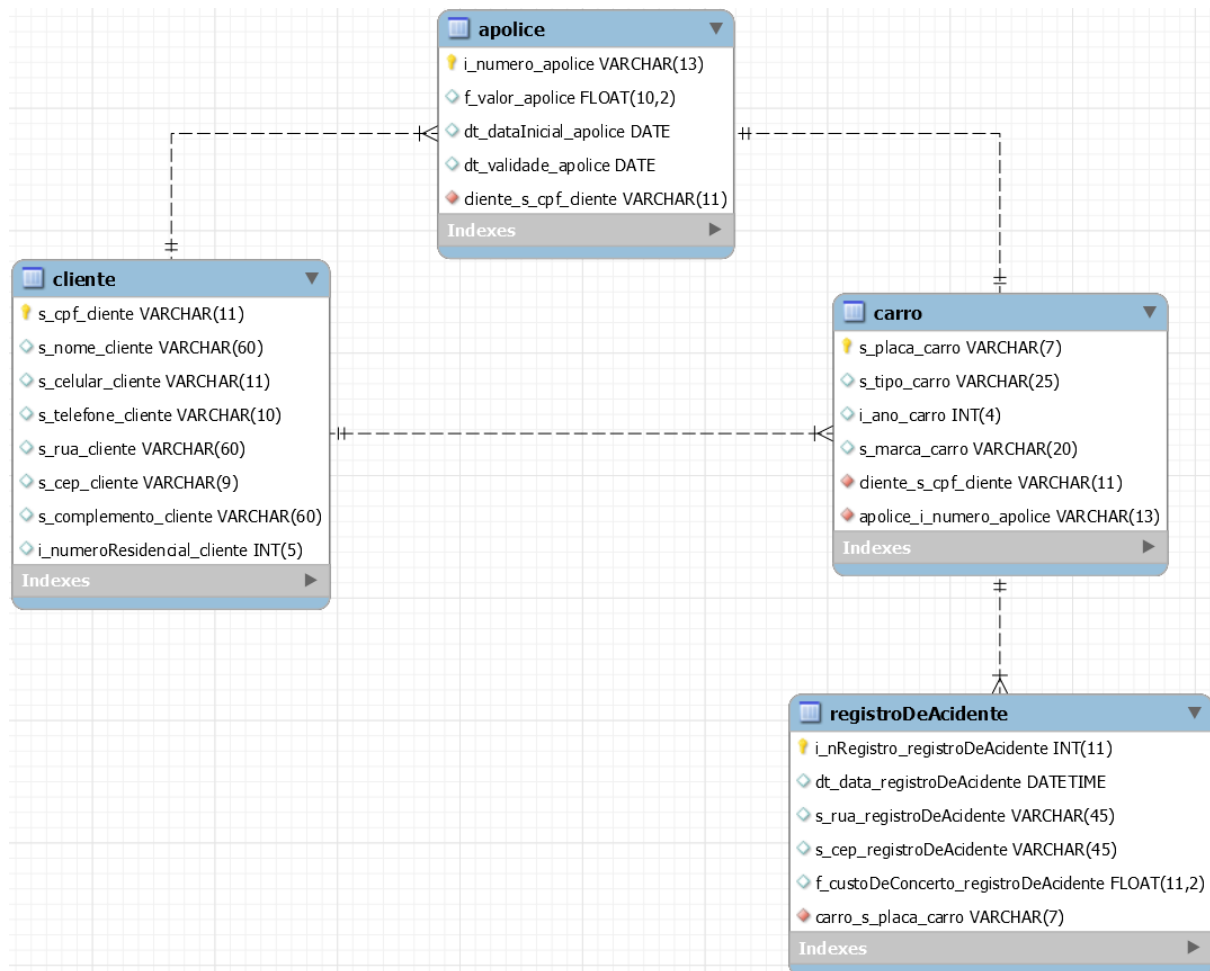 apolice
i_numero_apolice VARCHAR(13)
f_valor_apolice FLOAT(10,2)
dt_dataInicial_apolice DATE
dt_validade_apolice DATE
cliente_s_cpf_cliente VARCHAR(11)
Indexes
cliente
s_cpf_cliente VARCHAR(11)
s_nome_cliente VARCHAR(60)
s_celular_cliente VARCHAR(11)
s_telefone_cliente VARCHAR(10)
s_rua_cliente VARCHAR(60)
s_cep_cliente VARCHAR(9)
s_complemento_cliente VARCHAR(60)
i_numeroResidencial_cliente INT(5)
Indexes
carro
s_placa_carro VARCHAR(7)
s_tipo_carro VARCHAR(25)
i_ano_carro INT(4)
s_marca_carro VARCHAR(20)
cliente_s_cpf_cliente VARCHAR(11)
apolice_i_numero_apolice VARCHAR(13)
Indexes
registroDeAcidente
i_nRegistro_registroDeAcidente INT(11)
dt_data_registroDeAcidente DATETIME
s_rua_registroDeAcidente VARCHAR(45)
s_cep_registroDeAcidente VARCHAR(45)
f_custoDeConcerto_registroDeAcidente FLOAT(11,2)
carro_s_placa_carro VARCHAR(7)
Indexes